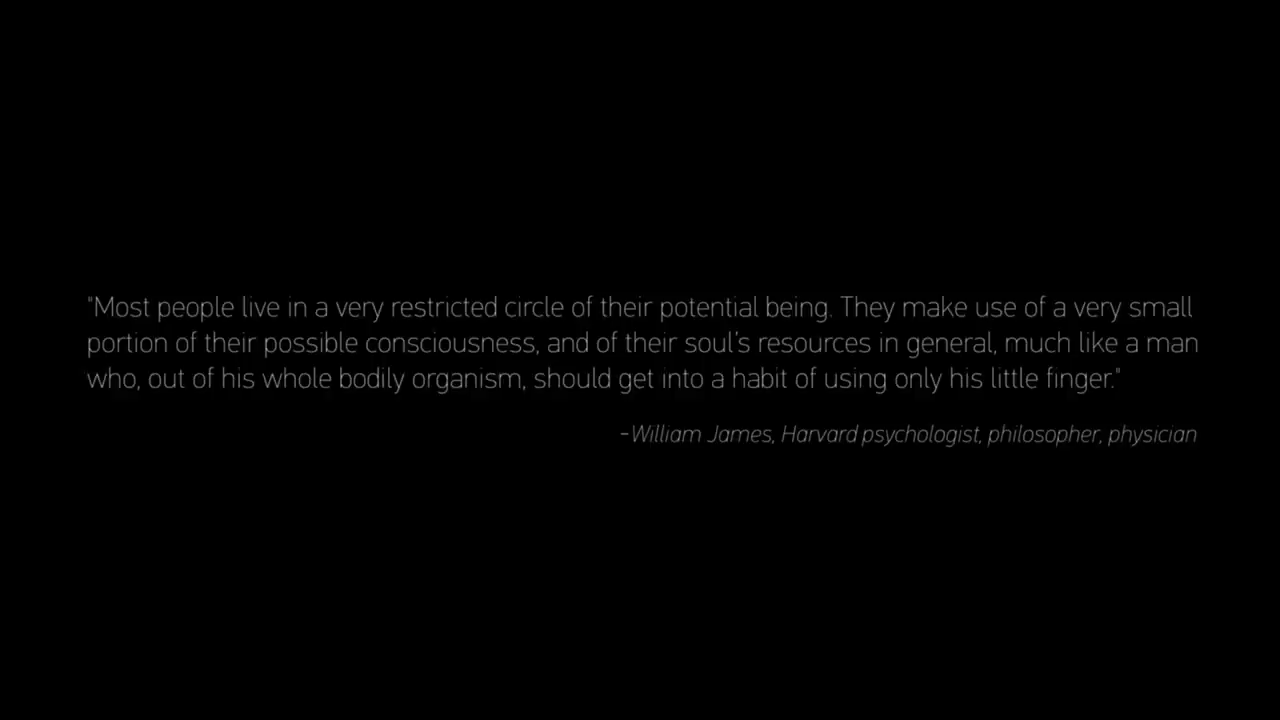 "Most people live in a very restricted circle of their potential being. They make use of a very small
portion of their possible consciousness, and of their soul's resources in general, much like a man
who, out of his whole bodily organism, should get into a habit of using only his little finger."
–William James, Harvard psychologist, philosopher, physician